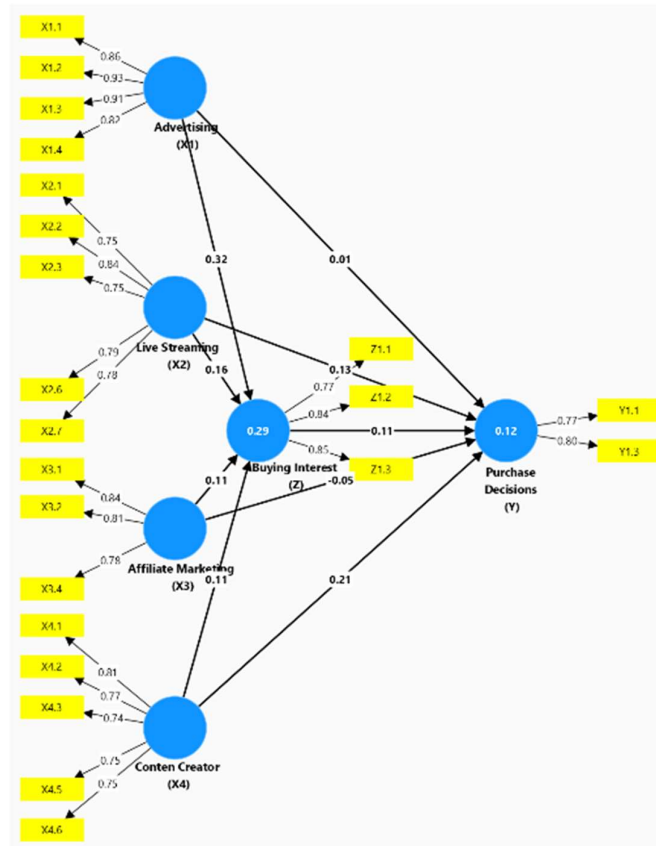 X1.1
0.86
X1.2
0.93
X1.3
0.91
0.82
X1.4
Advertising
(X1)
X2.1
X2.2
0.75
0.84
X2.3
0.75
0.32
0.01
Live Streaming
(X2)
0.79
0.78
X2.6
X2.7
0.16
0.13
Z1.1
0.77
Z1.2
0.84
0.29
0.11
0.85
Z1.3
0.12
0.77
Y1.1
0.80
Y1.3
Buying Interest
(Z)
Purchase
Decisions
(Y)
X3.1
0.84
X3.2
0.81
0.11
-0.05
0.78
X3.4
Affiliate Marketing
(X3)
0.11
0.21
X4.1
0.81
X4.2
0.77
X4.3
0.74
0.75
0.75
X4.5
X4.6
Conten Creator
(X4)